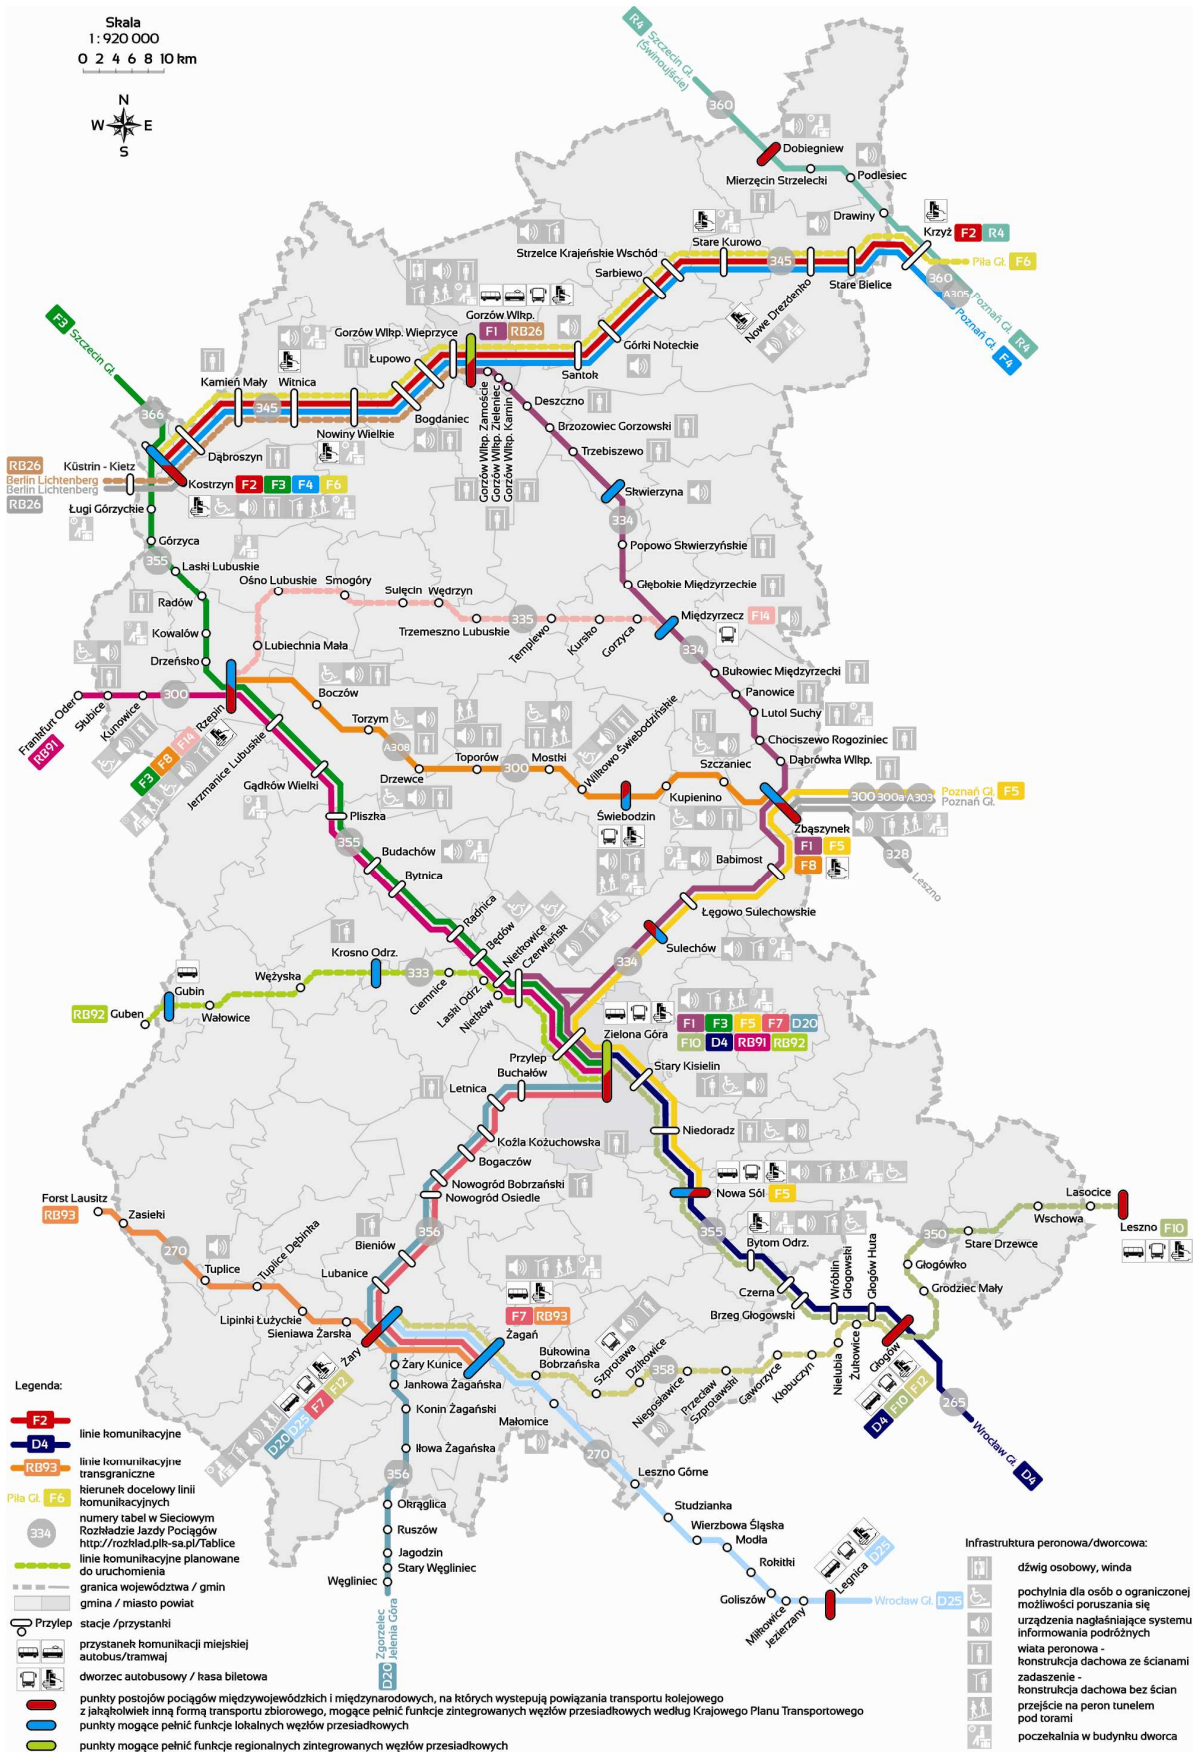 Skala
1 : 920 000
0 2 4 6 8 10 km
N
W E
S
R4 Szczecin Gł.
(Świnoujście)
360
Dobiegniew
Mierzęcin Strzelecki
Podlesiec
Drawiny
Krzyż F2 R4
Piła Gł. F6
360
A305
Poznań Gł. R4
Poznań Gł. F4
Stare Kurowo
Strzelce Krajeńskie Wschód
345
Sarbiewo
Nowe Drezdenko
Stare Bielice
Górki Noteckie
Santok
Gorzów Wlkp.
F1 RB26
Gorzów Wlkp. Wieprzyce
Łupowo
Bogdaniec
F3 Szczecin Gł.
366
Kamień Mały
Witnica
345
Nowiny Wielkie
Dąbroszyn
Kostrzyn F2 F3 F4 F6
RB26
Küstrin - Kietz
Berlin Lichtenberg
Berlin Lichtenberg
RB26
Gorzów Wlkp. Zamoście
Gorzów Wlkp. Zieleniec
Gorzów Wlkp. Karnin
Deszczno
Brzozowiec Gorzowski
Trzebiszewo
Skwierzyna
334
Popowo Skwierzyńskie
Głębokie Międzyrzeckie
Międzyrzecz F14
334
Bukowiec Międzyrzecki
Panowice
Lutol Suchy
Chociszewo Rogoziniec
Dąbrówka Wlkp.
Ługi Górzyckie
Górzyca
355
Laski Lubuskie
Radów
Kowalów
Drzeńsko
Ośno Lubuskie
Smogóry
Sulęcin
Wędrzyn
Trzemeszno Lubuskie
335
Templewo
Kursko
Gorzyca
Lubiechnia Mała
Frankfurt Oder
RB91
Słubice
Kunowice
300
Rzepin
F3 F8 F14
Boczów
Torzym
A308
Drzewce
Toporów
300
Mostki
Wilkowo Świebodzińskie
Świebodzin
Kupienino
Szczaniec
Zbąszynek
F1 F5
F8
300 300a A303
Poznań Gł. F5
Poznań Gł.
328
Leszno
Jerzmanice Lubuskie
Gądków Wielki
Pliszka
355
Budachów
Bytnica
Radnica
Będów
Nietkowice
Czerwieńsk
Babimost
Łęgowo Sulechowskie
Sulechów
334
Krosno Odrz.
333
Ciemnice
Laski Odrz.
Nietków
Wężyska
Gubin
Wałowice
RB92 Guben
Zielona Góra
F1 F3 F5 F7 D20
F10 D4 RB91 RB92
Przylep
Buchałów
Letnica
Stary Kisielin
Niedoradz
Koźla Kożuchowska
Bogaczów
Nowogród Bobrzański
Nowogród Osiedle
356
Bieniów
Lubanice
Nowa Sól F5
355
Bytom Odrz.
Czerna
Brzeg Głogowski
Wróblin
Głogowski
Głogów Huta
Głogów
D4 F10 F12
265
Wrocław Gł. D4
350
Głogówko
Grodziec Mały
Stare Drzewce
Wschowa
Lasocice
Leszno F10
Forst Lausitz
RB93
Zasieki
270
Tuplice
Tuplice Dębinka
Lipinki Łużyckie
Sieniawa Żarska
Żary
D20 D25 F7 F12
F7 RB93
Żagań
Żary Kunice
Jankowa Żagańska
Konin Żagański
Iłowa Żagańska
356
Okrąglica
Ruszów
Jagodzin
Stary Węgliniec
Węgliniec
D20 Zgorzelec
Jelenia Góra
Bukowina
Bobrzańska
Szprotawa
Dzikowice
358
Niegosławice
Przecław
Szprotawski
Gaworzyce
Kłobuczyn
Nielubia
Żukowice
Małomice
270
Leszno Górne
Studzianka
Wierzbowa Śląska
Modła
Rokitki
Goliszów
Miłkowice
Jezierzany
Legnica D25
Wrocław Gł. D25
Legenda:
F2
D4
linie komunikacyjne
RB93
linie komunikacyjne
transgraniczne
Piła Gł. F6
kierunek docelowy linii
komunikacyjnych
334
numery tabel w Sieciowym
Rozkładzie Jazdy Pociągów
http://rozklad.plk-sa.pl/Tablice
linie komunikacyjne planowane
do uruchomienia
granica województwa / gmin
gmina / miasto powiat
Przylep stacje /przystanki
przystanek komunikacji miejskiej
autobus/tramwaj
dworzec autobusowy / kasa biletowa
punkty postojów pociągów międzywojewódzkich i międzynarodowych, na których wystepują powiązania transportu kolejowego
z jakąkolwiek inną formą transportu zbiorowego, mogące pełnić funkcje zintegrowanych węzłów przesiadkowych według Krajowego Planu Transportowego
punkty mogące pełnić funkcje lokalnych węzłów przesiadkowych
punkty mogące pełnić funkcje regionalnych zintegrowanych węzłów przesiadkowych
Infrastruktura peronowa/dworcowa:
dźwig osobowy, winda
pochylnia dla osób o ograniczonej
możliwości poruszania się
urządzenia nagłaśniające systemu
informowania podróżnych
wiata peronowa -
konstrukcja dachowa ze ścianami
zadaszenie -
konstrukcja dachowa bez ścian
przejście na peron tunelem
pod torami
poczekalnia w budynku dworca